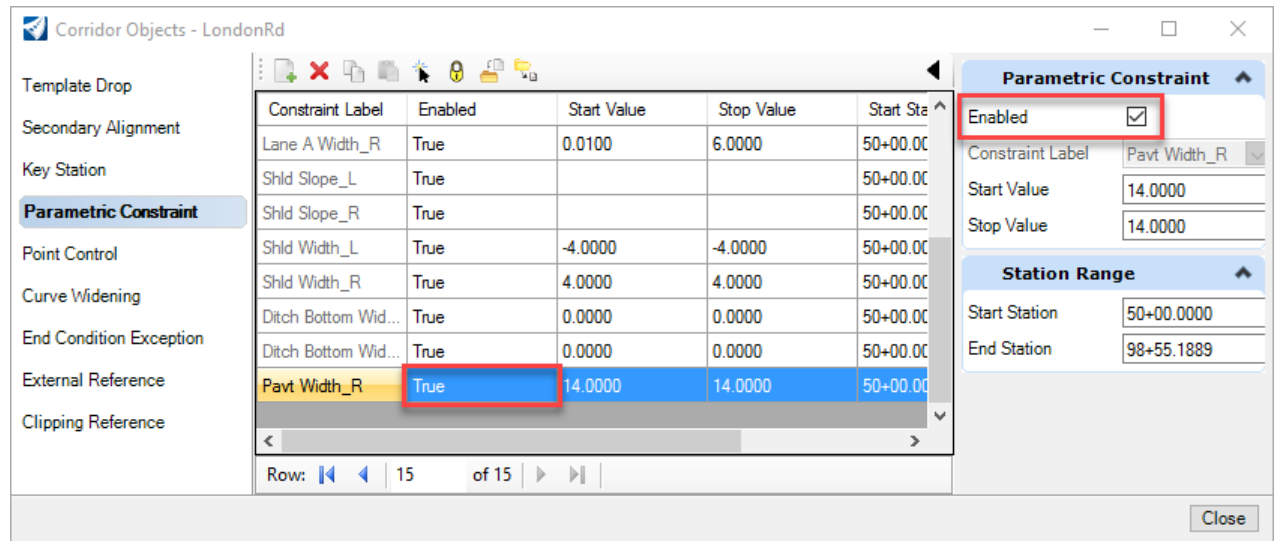 Corridor Objects - LondonRd
Template Drop
Secondary Alignment
Key Station
Parametric Constraint
Point Control
Curve Widening
End Condition Exception
External Reference
Clipping Reference
Constraint Label Enabled Start Value Stop Value Start Sta
Lane A Width_R True 0.0100 6.0000 50+00.00
Shld Slope_L True 50+00.00
Shld Slope_R True 50+00.00
Shld Width_L True -4.0000 -4.0000 50+00.00
Shld Width_R True 4.0000 4.0000 50+00.00
Ditch Bottom Wid... True 0.0000 0.0000 50+00.00
Ditch Bottom Wid... True 0.0000 0.0000 50+00.00
Pavt Width_R True 14.0000 14.0000 50+00.00
Row: 15 of 15
Parametric Constraint
Enabled
Constraint Label Pavt Width_R
Start Value 14.0000
Stop Value 14.0000
Station Range
Start Station 50+00.0000
End Station 98+55.1889
Close